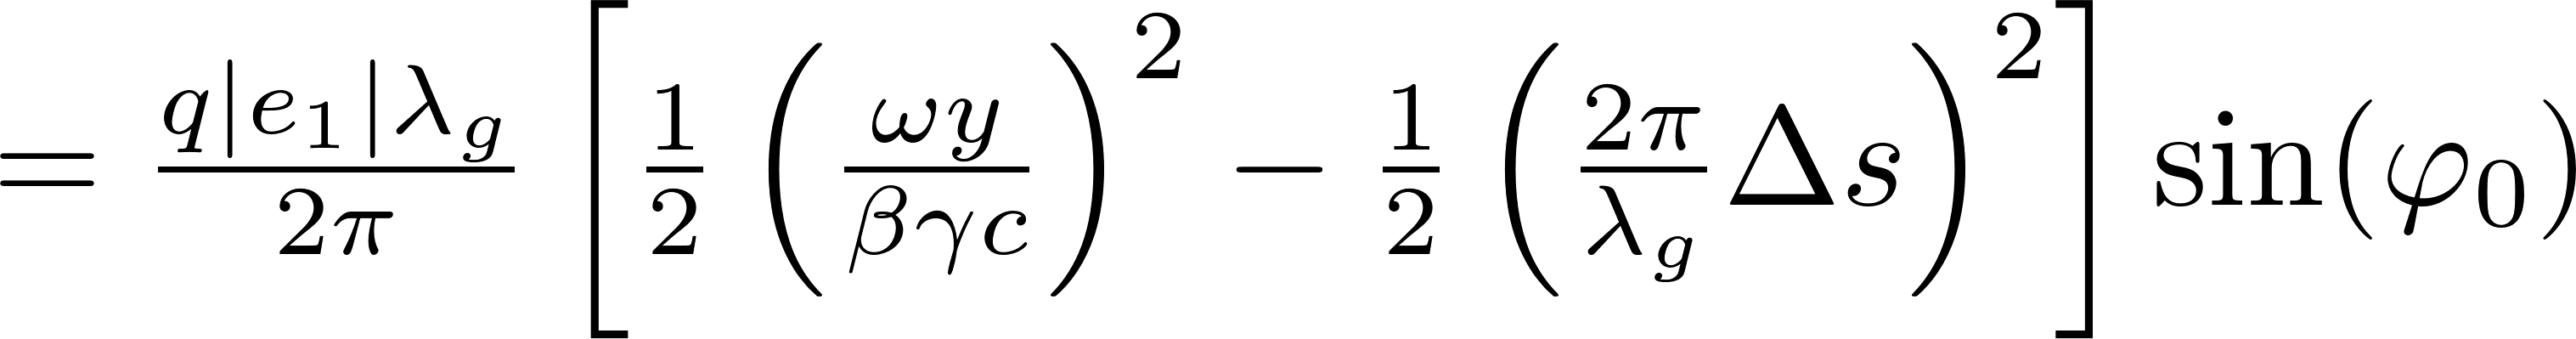 = \frac{q|e_1|\lambda_g}{2\pi} \left[ \frac{1}{2} \left( \frac{\omega y}{\beta\gamma c} \right)^2 - \frac{1}{2} \left( \frac{2\pi}{\lambda_g} \Delta s \right)^2 \right] \sin(\varphi_0)